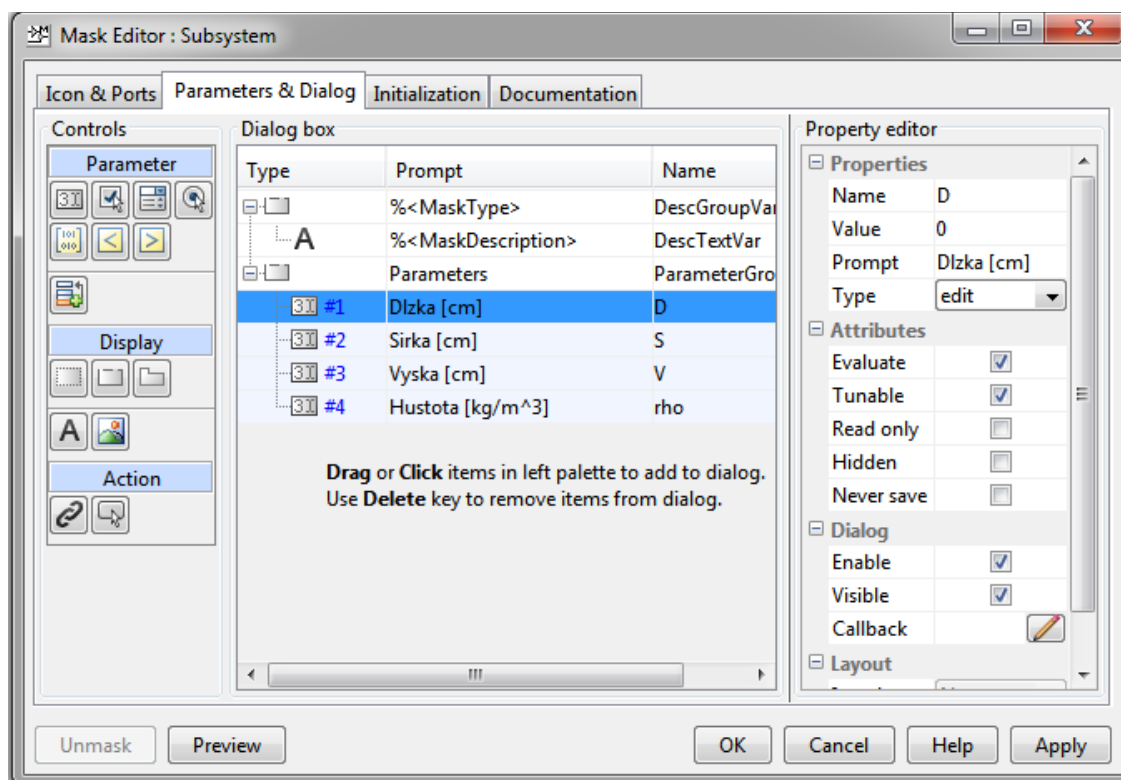 Mask Editor : Subsystem
Icon & Ports Parameters & Dialog Initialization Documentation
Controls
Parameter
Display
A
Action
Dialog box
Type Prompt Name
%<MaskType> DescGroupVar
A %<MaskDescription> DescTextVar
Parameters ParameterGro
#1 Dlzka [cm] D
#2 Sirka [cm] S
#3 Vyska [cm] V
#4 Hustota [kg/m^3] rho
Drag or Click items in left palette to add to dialog.
Use Delete key to remove items from dialog.
Property editor
Properties
Name D
Value 0
Prompt Dlzka [cm]
Type edit
Attributes
Evaluate
Tunable
Read only
Hidden
Never save
Dialog
Enable
Visible
Callback
Layout
Unmask Preview OK Cancel Help Apply